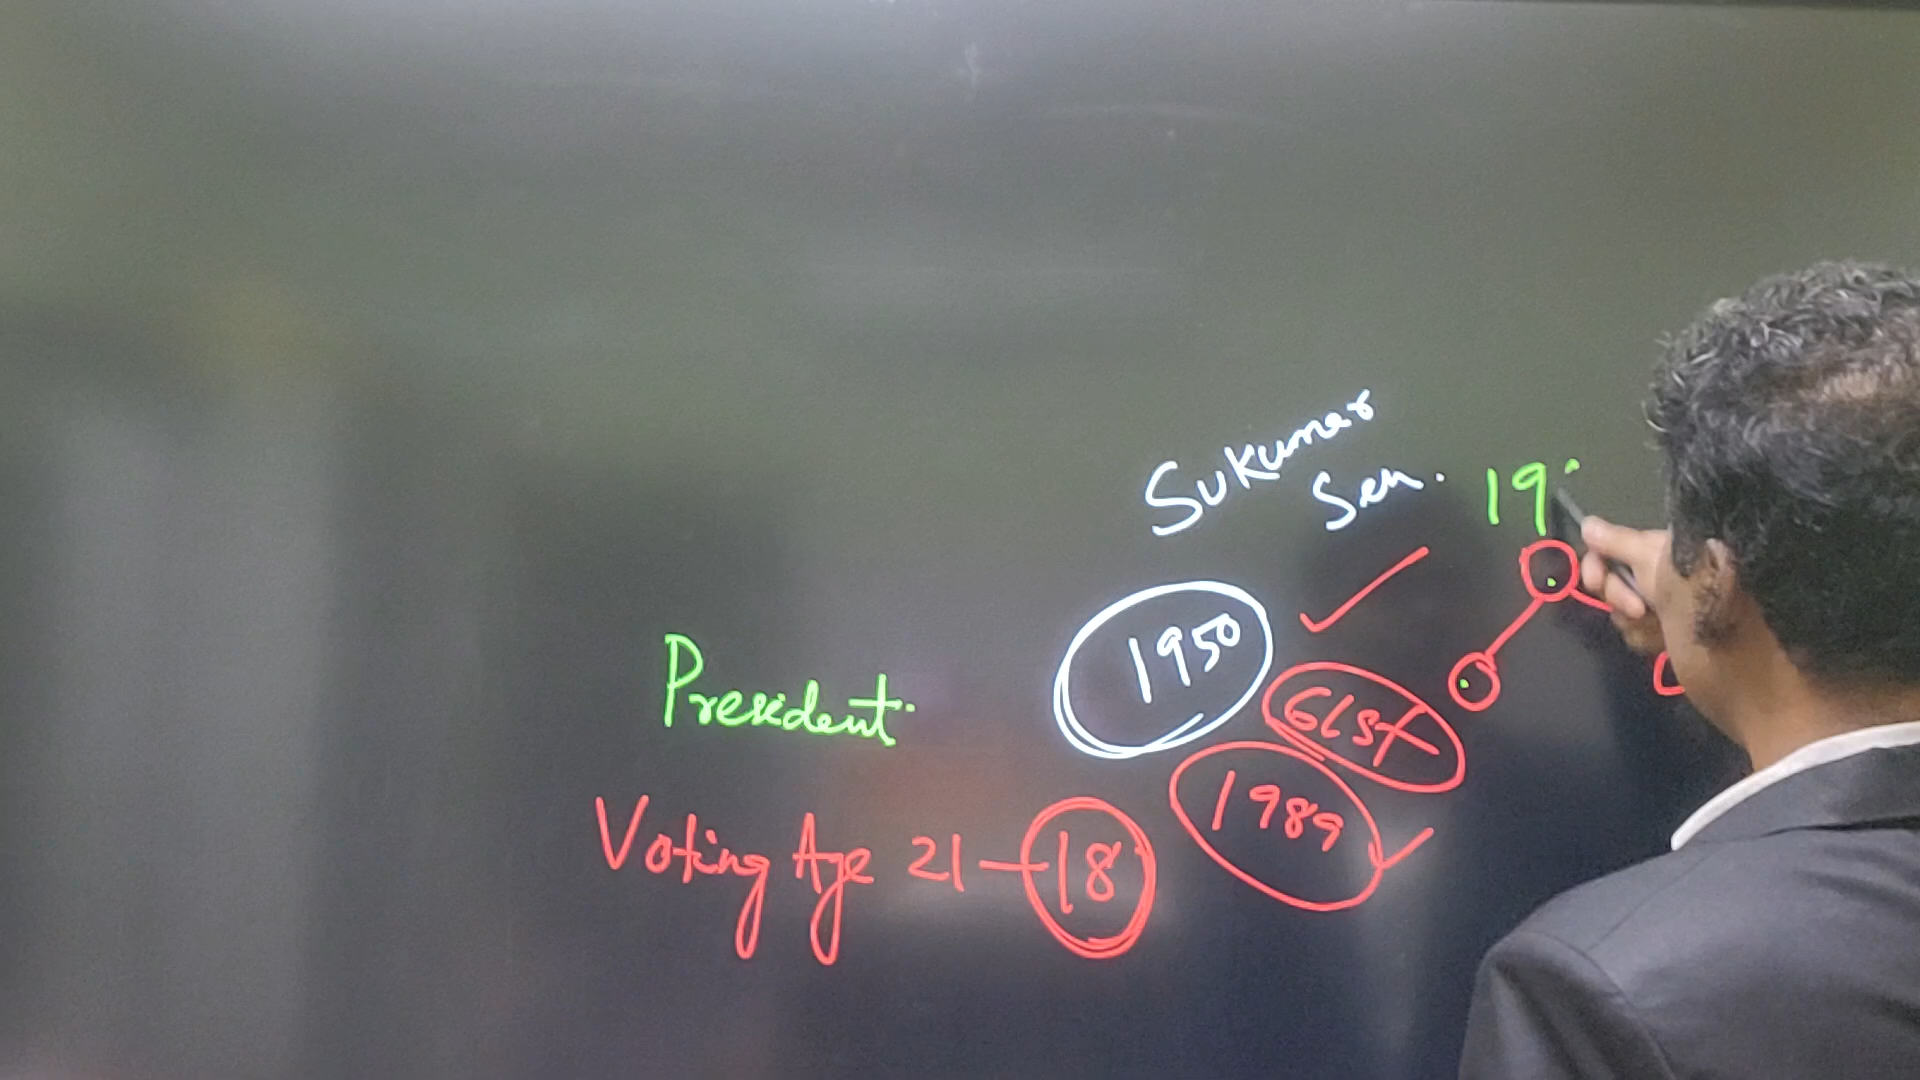 Sukumar
Sen.
19
1950
President.
61st
1989
Voting Age 21 — 18